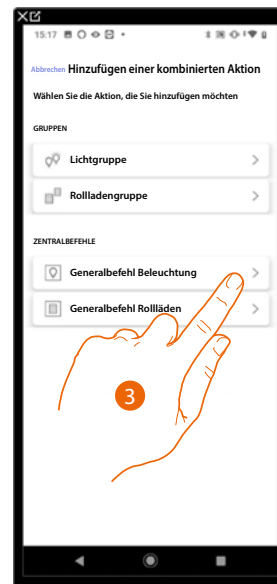 15:17
Abbrechen Hinzufügen einer kombinierten Aktion
Wählen Sie die Aktion, die Sie hinzufügen möchten
GRUPPEN
Lichtgruppe
Rollladengruppe
ZENTRALBEFEHLE
Generalbefehl Beleuchtung
Generalbefehl Rollläden
3